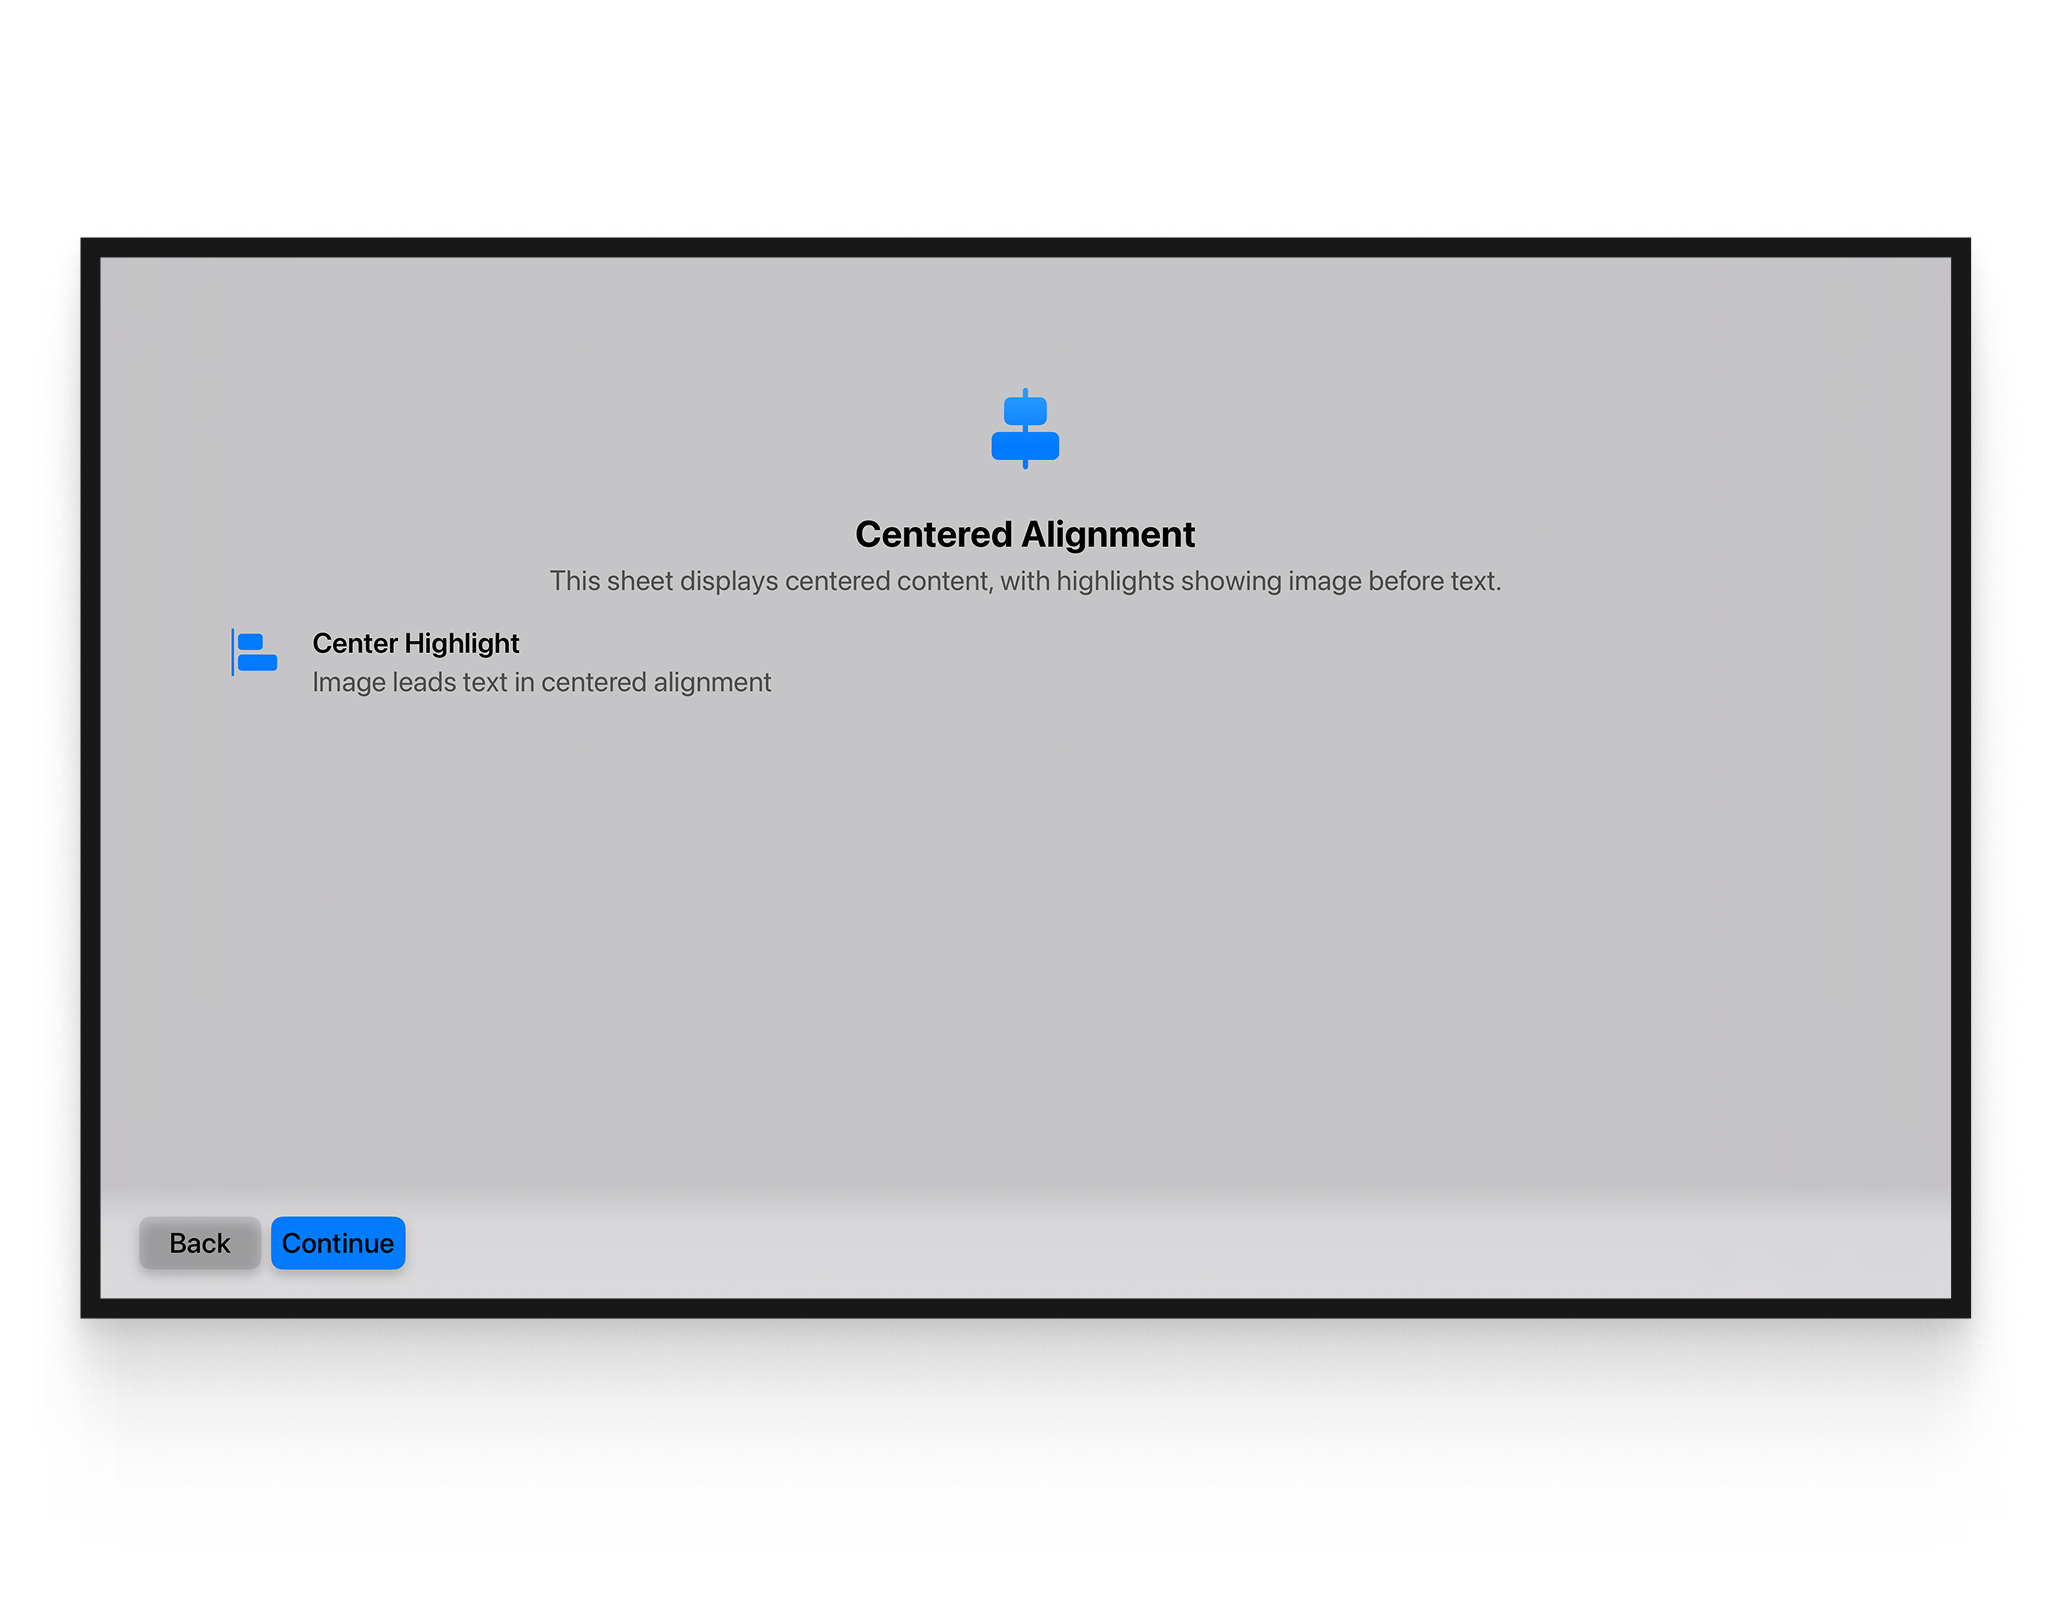 Centered Alignment
This sheet displays centered content, with highlights showing image before text.
Center Highlight
Image leads text in centered alignment
Back
Continue